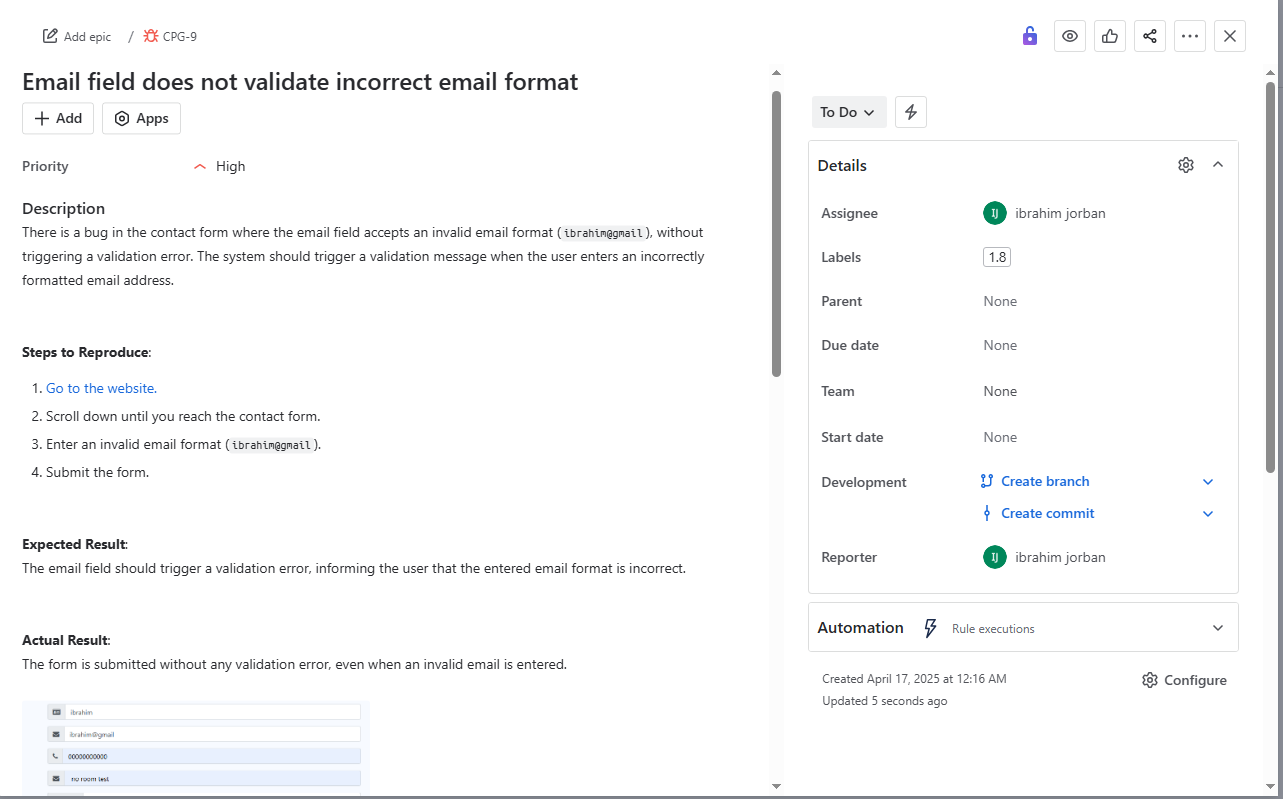 Add epic / CPG-9
Email field does not validate incorrect email format
Add Apps
Priority High
Description
There is a bug in the contact form where the email field accepts an invalid email format (ibrahim@gmail), without
triggering a validation error. The system should trigger a validation message when the user enters an incorrectly
formatted email address.
Steps to Reproduce:
1. Go to the website.
2. Scroll down until you reach the contact form.
3. Enter an invalid email format (ibrahim@gmail).
4. Submit the form.
Expected Result:
The email field should trigger a validation error, informing the user that the entered email format is incorrect.
Actual Result:
The form is submitted without any validation error, even when an invalid email is entered.
ibrahim
ibrahim@gmail
00000000000
no room test
To Do
Details
Assignee IJ ibrahim jorban
Labels 1.8
Parent None
Due date None
Team None
Start date None
Development Create branch
Create commit
Reporter IJ ibrahim jorban
Automation Rule executions
Created April 17, 2025 at 12:16 AM
Configure
Updated 5 seconds ago